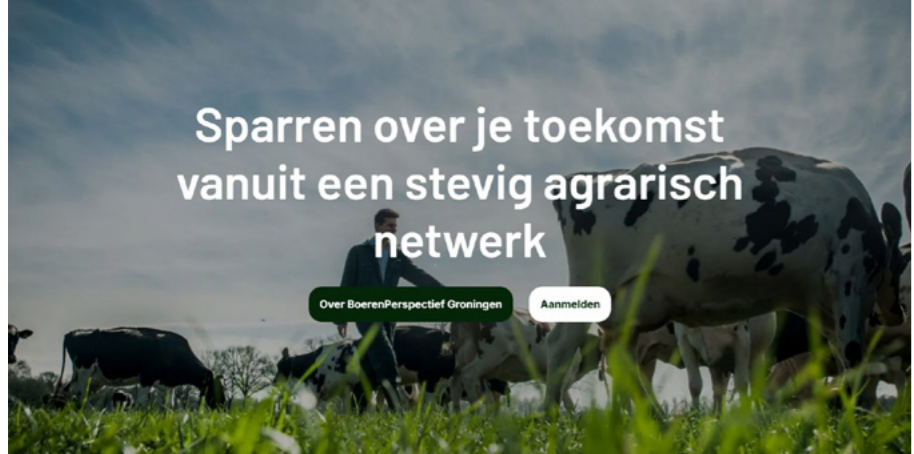 Sparren over je toekomst
vanuit een stevig agrarisch
netwerk
Over BoerenPerspectief Groningen
Aanmelden